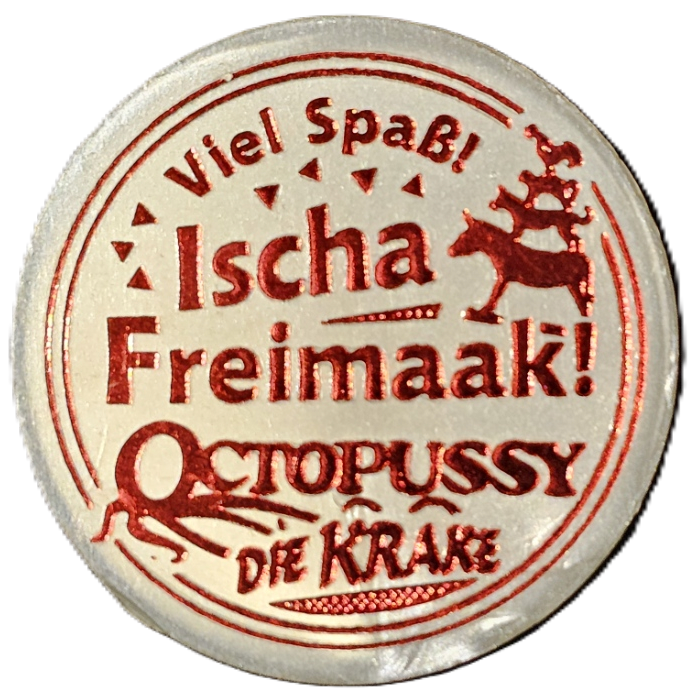 Viel Spaß!
Ischa
Freimaak!
OCTOPUSSY
DIE KRAKE